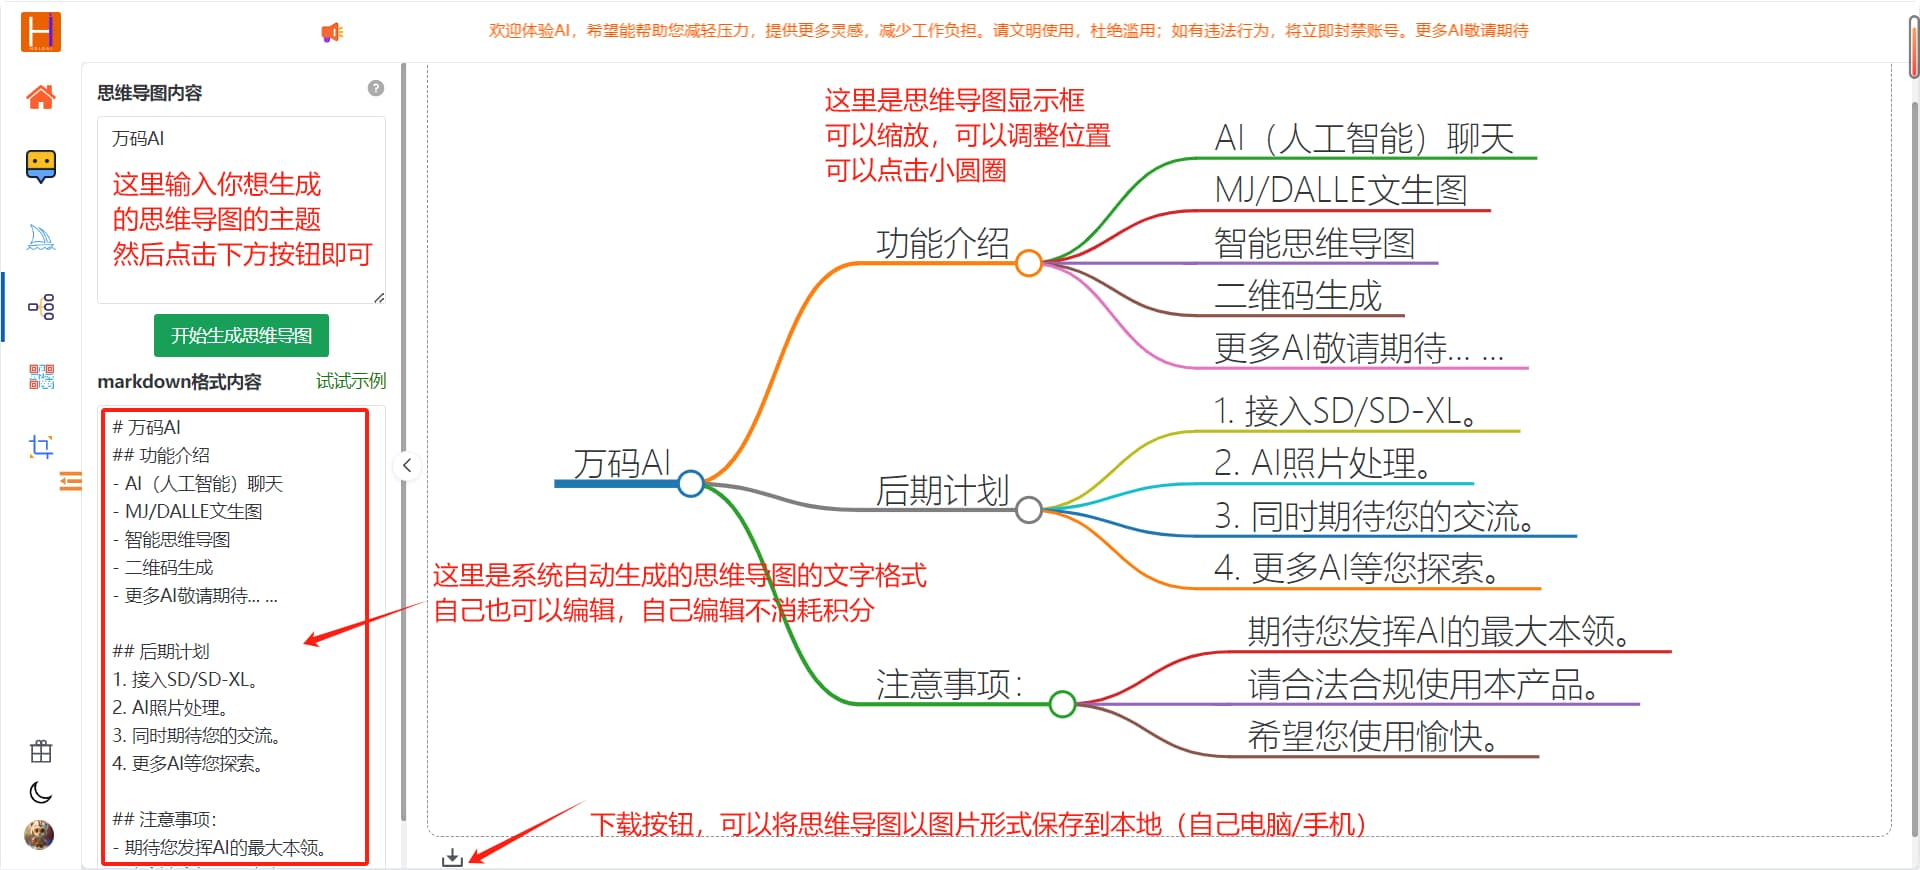 Hi
欢迎体验AI，希望能帮助您减轻压力，提供更多灵感，减少工作负担。请文明使用，杜绝滥用；如有违法行为，将立即封禁账号。更多AI敬请期待
思维导图内容
?
万码AI
这里输入你想生成
的思维导图的主题
然后点击下方按钮即可
开始生成思维导图
markdown格式内容 试试示例
# 万码AI
## 功能介绍
- AI（人工智能）聊天
- MJ/DALLE文生图
- 智能思维导图
- 二维码生成
- 更多AI敬请期待... ...
## 后期计划
1. 接入SD/SD-XL。
2. AI照片处理。
3. 同时期待您的交流。
4. 更多AI等您探索。
## 注意事项：
- 期待您发挥AI的最大本领。
这里是思维导图显示框
可以缩放，可以调整位置
可以点击小圆圈
万码AI
功能介绍
AI（人工智能）聊天
MJ/DALLE文生图
智能思维导图
二维码生成
更多AI敬请期待... ...
后期计划
1. 接入SD/SD-XL。
2. AI照片处理。
3. 同时期待您的交流。
4. 更多AI等您探索。
注意事项：
期待您发挥AI的最大本领。
请合法合规使用本产品。
希望您使用愉快。
这里是系统自动生成的思维导图的文字格式
自己也可以编辑，自己编辑不消耗积分
下载按钮，可以将思维导图以图片形式保存到本地（自己电脑/手机）